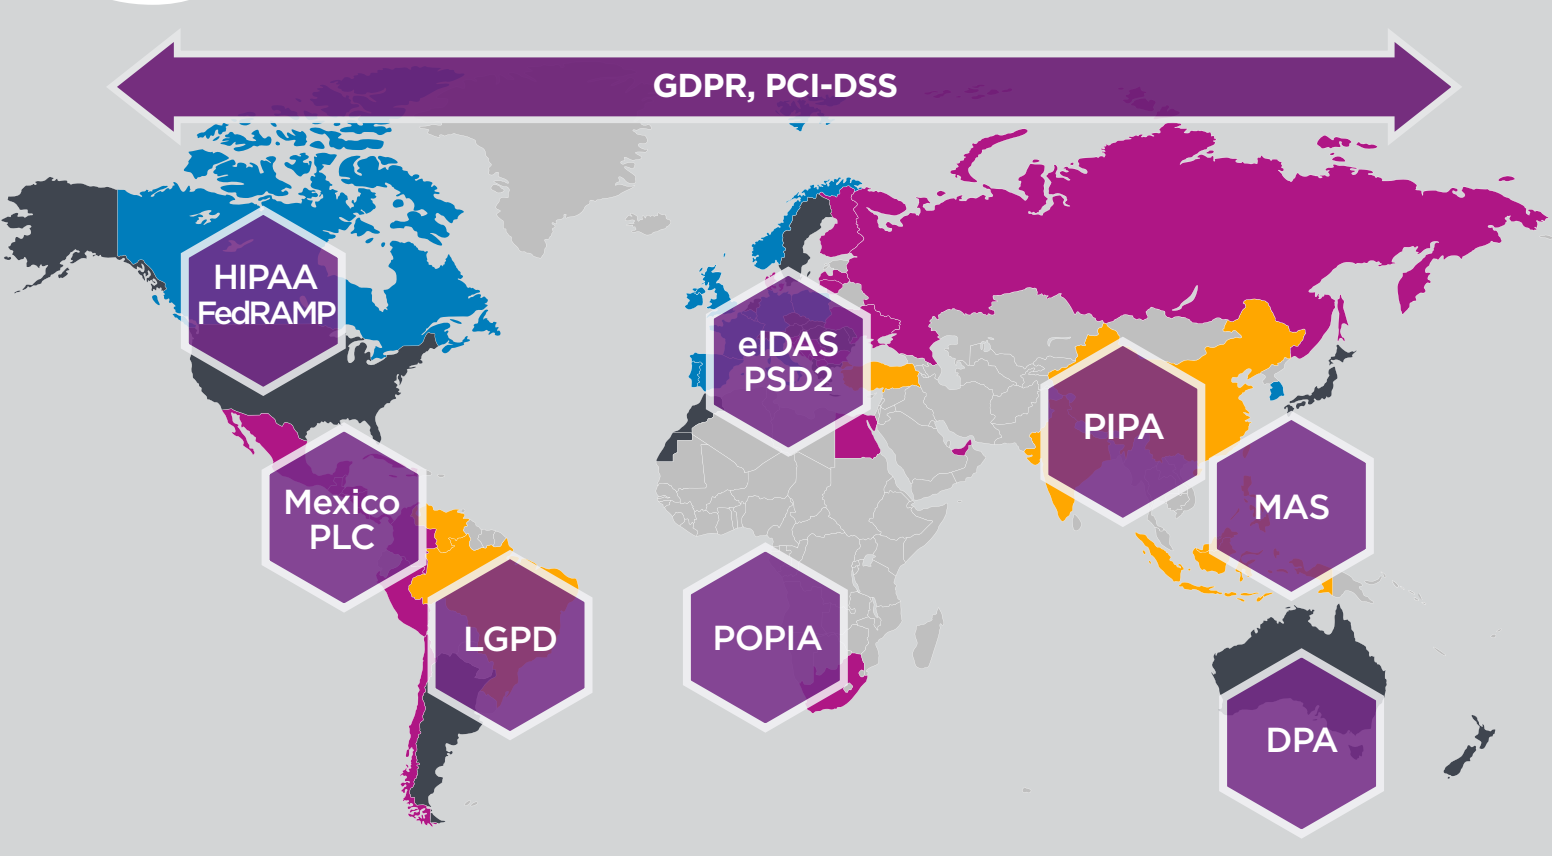 GDPR, PCI-DSS
HIPAA
FedRAMP
eIDAS
PSD2
PIPA
Mexico
PLC
MAS
LGPD
POPIA
DPA